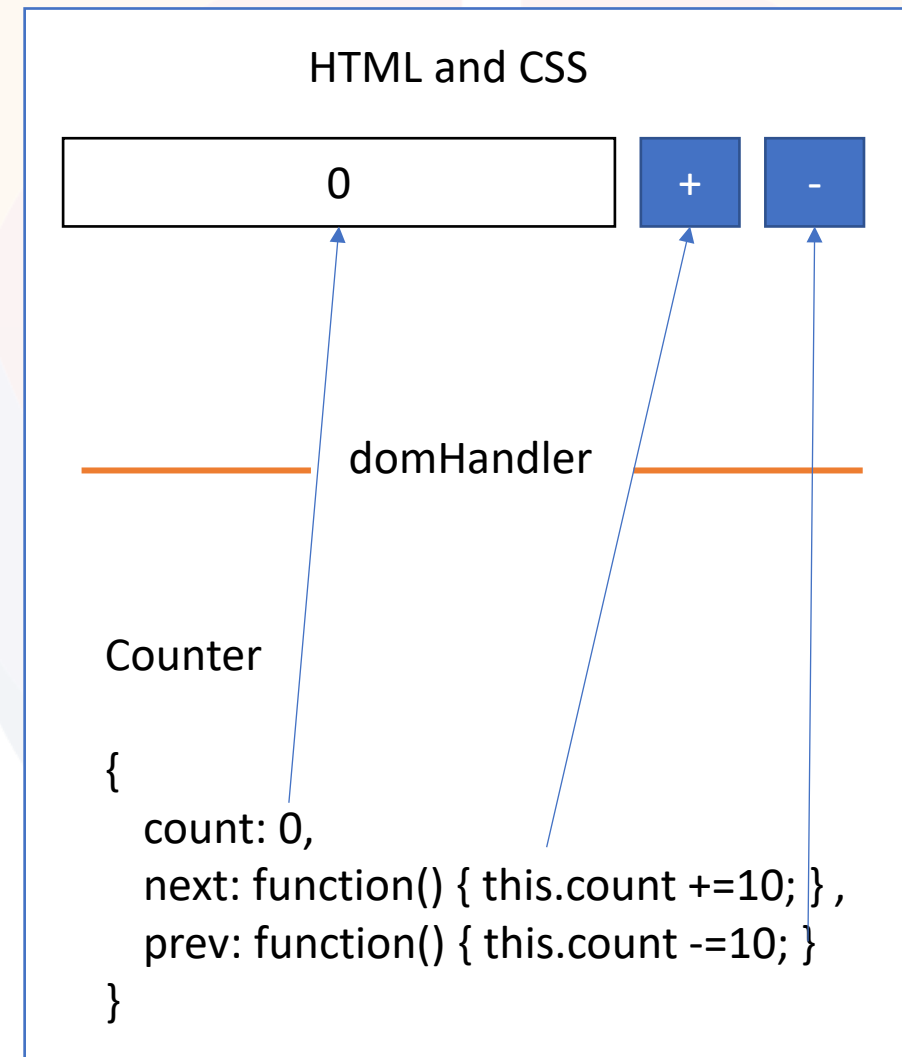 HTML and CSS
0 + -
domHandler
Counter
{
count: 0,
next: function() { this.count +=10; } ,
prev: function() { this.count -=10; }
}